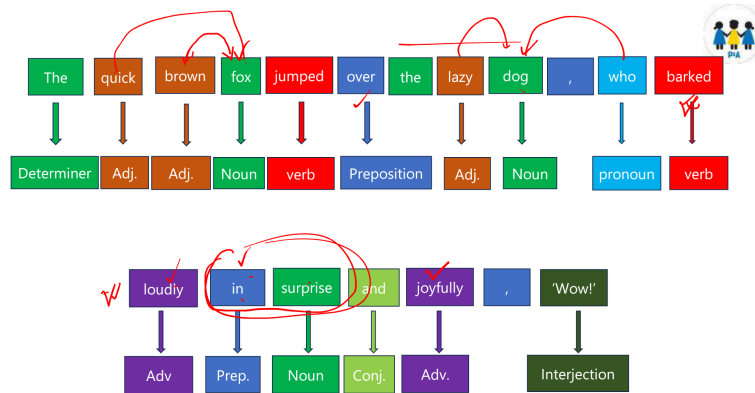 The quick brown fox jumped over the lazy dog , who barked
Determiner Adj. Adj. Noun verb Preposition Adj. Noun pronoun verb
loudly in surprise and joyfully , ‘Wow!’
Adv Prep. Noun Conj. Adv. Interjection